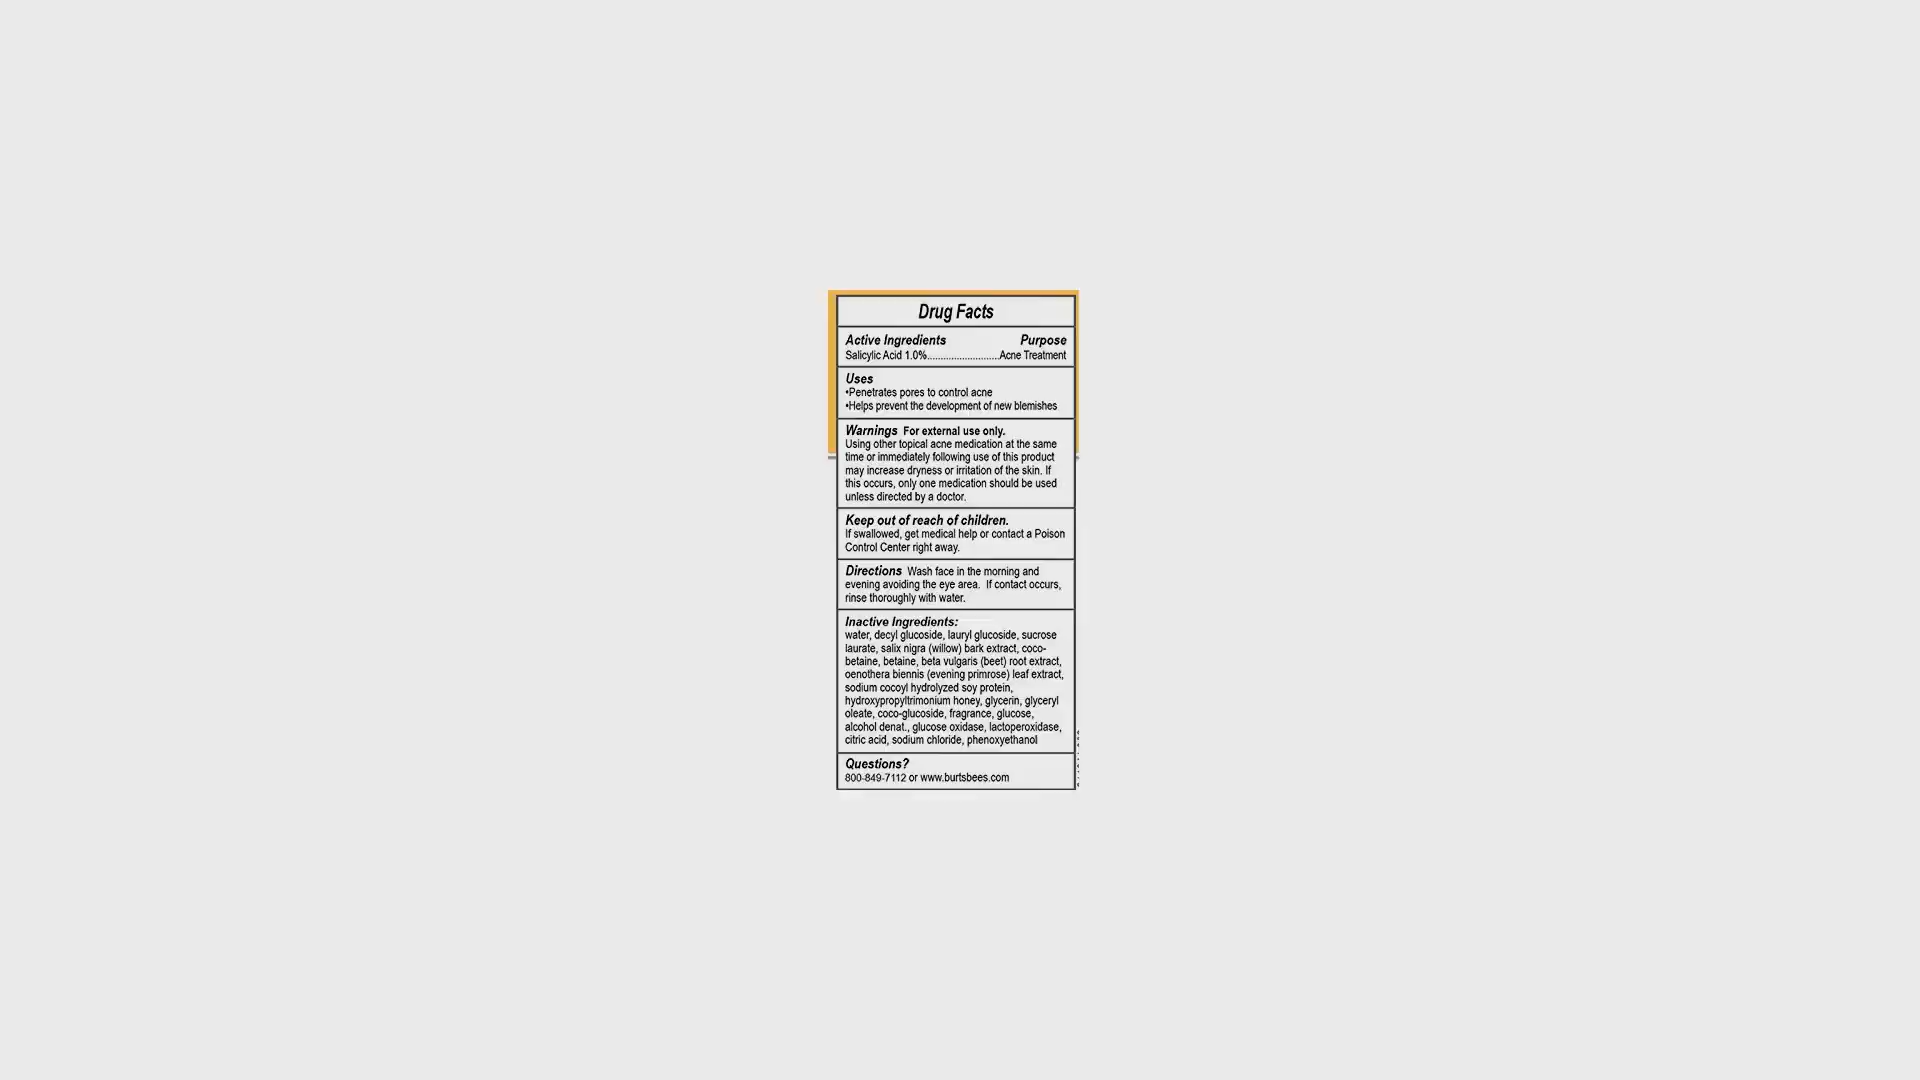 Drug Facts
Active Ingredients Purpose
Salicylic Acid 1.0%...........................Acne Treatment
Uses
•Penetrates pores to control acne
•Helps prevent the development of new blemishes
Warnings For external use only.
Using other topical acne medication at the same
time or immediately following use of this product
may increase dryness or irritation of the skin. If
this occurs, only one medication should be used
unless directed by a doctor.
Keep out of reach of children.
If swallowed, get medical help or contact a Poison
Control Center right away.
Directions Wash face in the morning and
evening avoiding the eye area. If contact occurs,
rinse thoroughly with water.
Inactive Ingredients:
water, decyl glucoside, lauryl glucoside, sucrose
laurate, salix nigra (willow) bark extract, coco-
betaine, betaine, beta vulgaris (beet) root extract,
oenothera biennis (evening primrose) leaf extract,
sodium cocoyl hydrolyzed soy protein,
hydroxypropyltrimonium honey, glycerin, glyceryl
oleate, coco-glucoside, fragrance, glucose,
alcohol denat., glucose oxidase, lactoperoxidase,
citric acid, sodium chloride, phenoxyethanol
Questions?
800-849-7112 or www.burtsbees.com